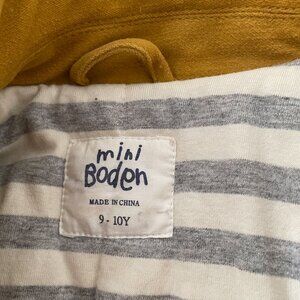 mini
Boden
MADE IN CHINA
9 - 10Y